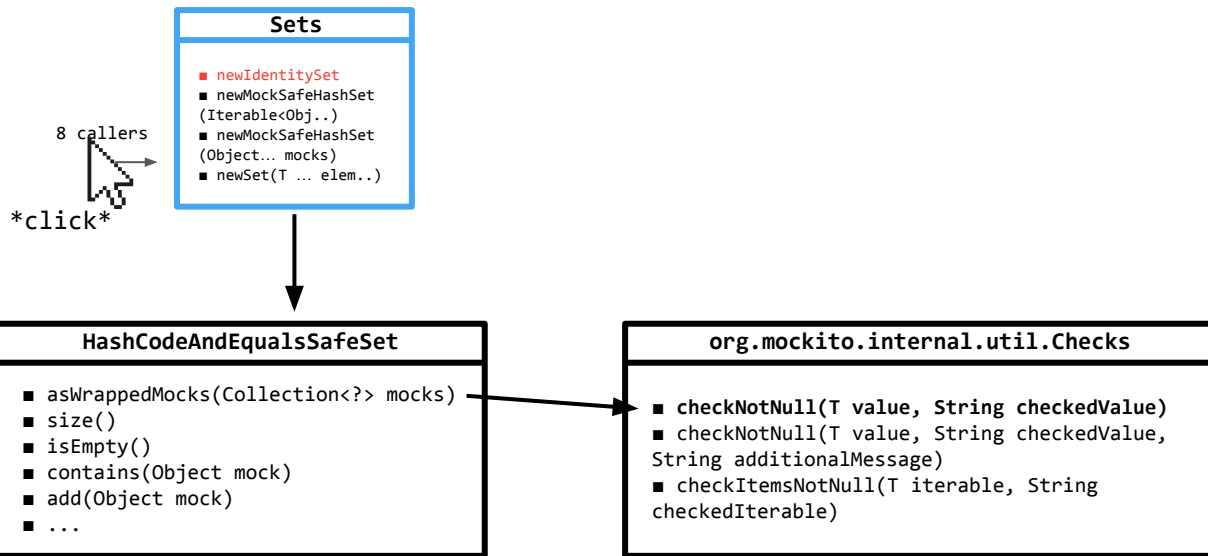 Sets
■ newIdentitySet
■ newMockSafeHashSet
(Iterable<Obj..)
■ newMockSafeHashSet
(Object... mocks)
■ newSet(T ... elem..)
8 callers
*click*
HashCodeAndEqualsSafeSet
■ asWrappedMocks(Collection<?> mocks)
■ size()
■ isEmpty()
■ contains(Object mock)
■ add(Object mock)
■ ...
org.mockito.internal.util.Checks
■ checkNotNull(T value, String checkedValue)
■ checkNotNull(T value, String checkedValue,
String additionalMessage)
■ checkItemsNotNull(T iterable, String
checkedIterable)